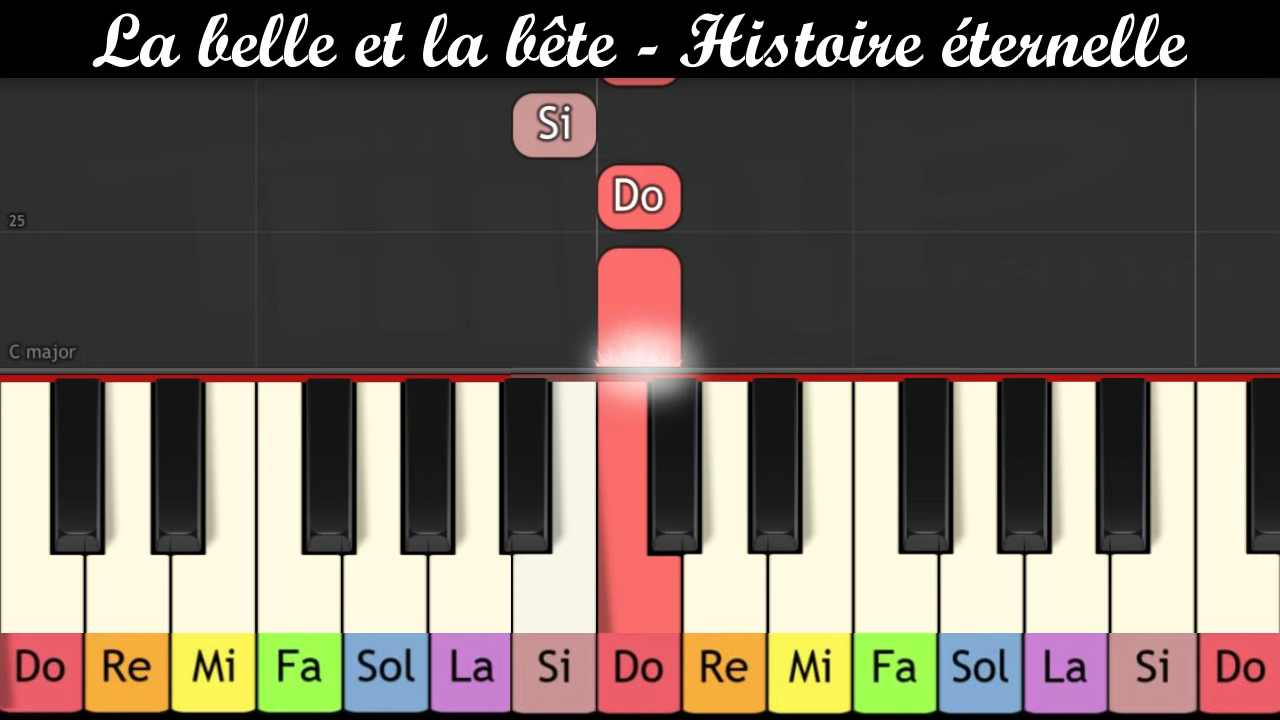 La belle et la bête - Histoire éternelle
Si
Do
25
C major
Do Re Mi Fa Sol La Si Do Re Mi Fa Sol La Si Do